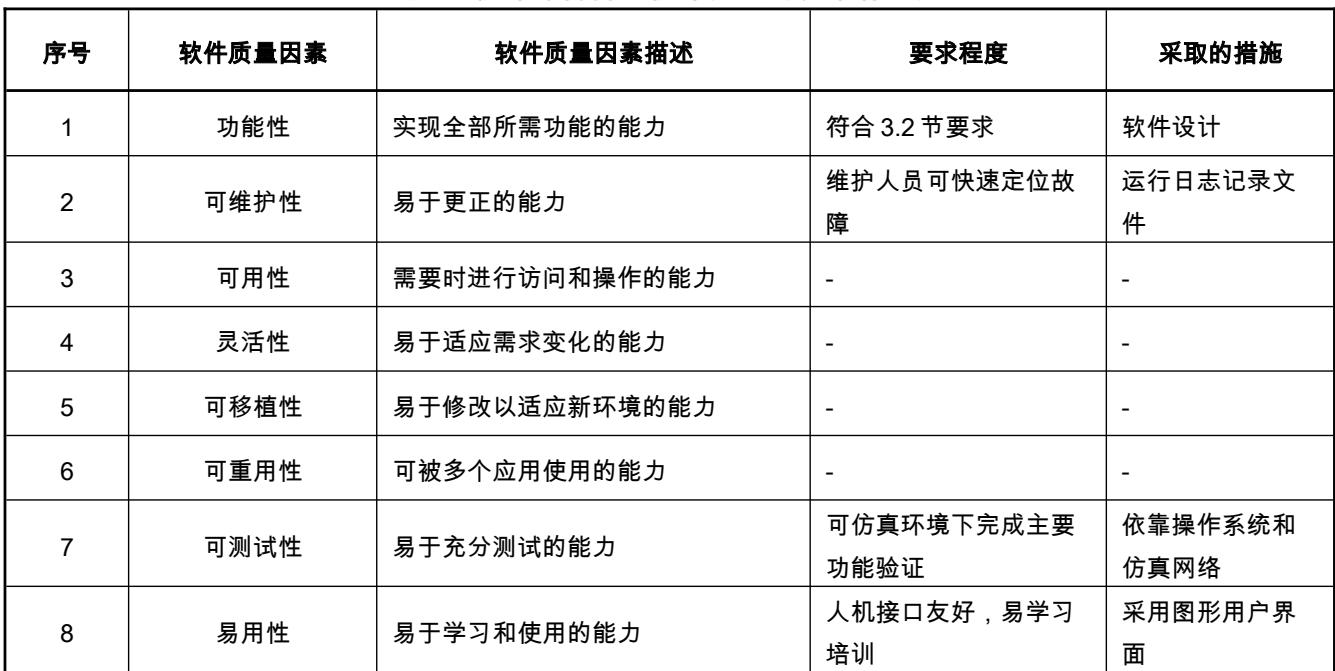 序号 软件质量因素 软件质量因素描述 要求程度 采取的措施
1 功能性 实现全部所需功能的能力 符合 3.2 节要求 软件设计
2 可维护性 易于更正的能力 维护人员可快速定位故 运行日志记录文
障 件
3 可用性 需要时进行访问和操作的能力 - -
4 灵活性 易于适应需求变化的能力 - -
5 可移植性 易于修改以适应新环境的能力 - -
6 可重用性 可被多个应用使用的能力 - -
7 可测试性 易于充分测试的能力 可仿真环境下完成主要 依靠操作系统和
功能验证 仿真网络
8 易用性 易于学习和使用的能力 人机接口友好，易学习 采用图形用户界
培训 面